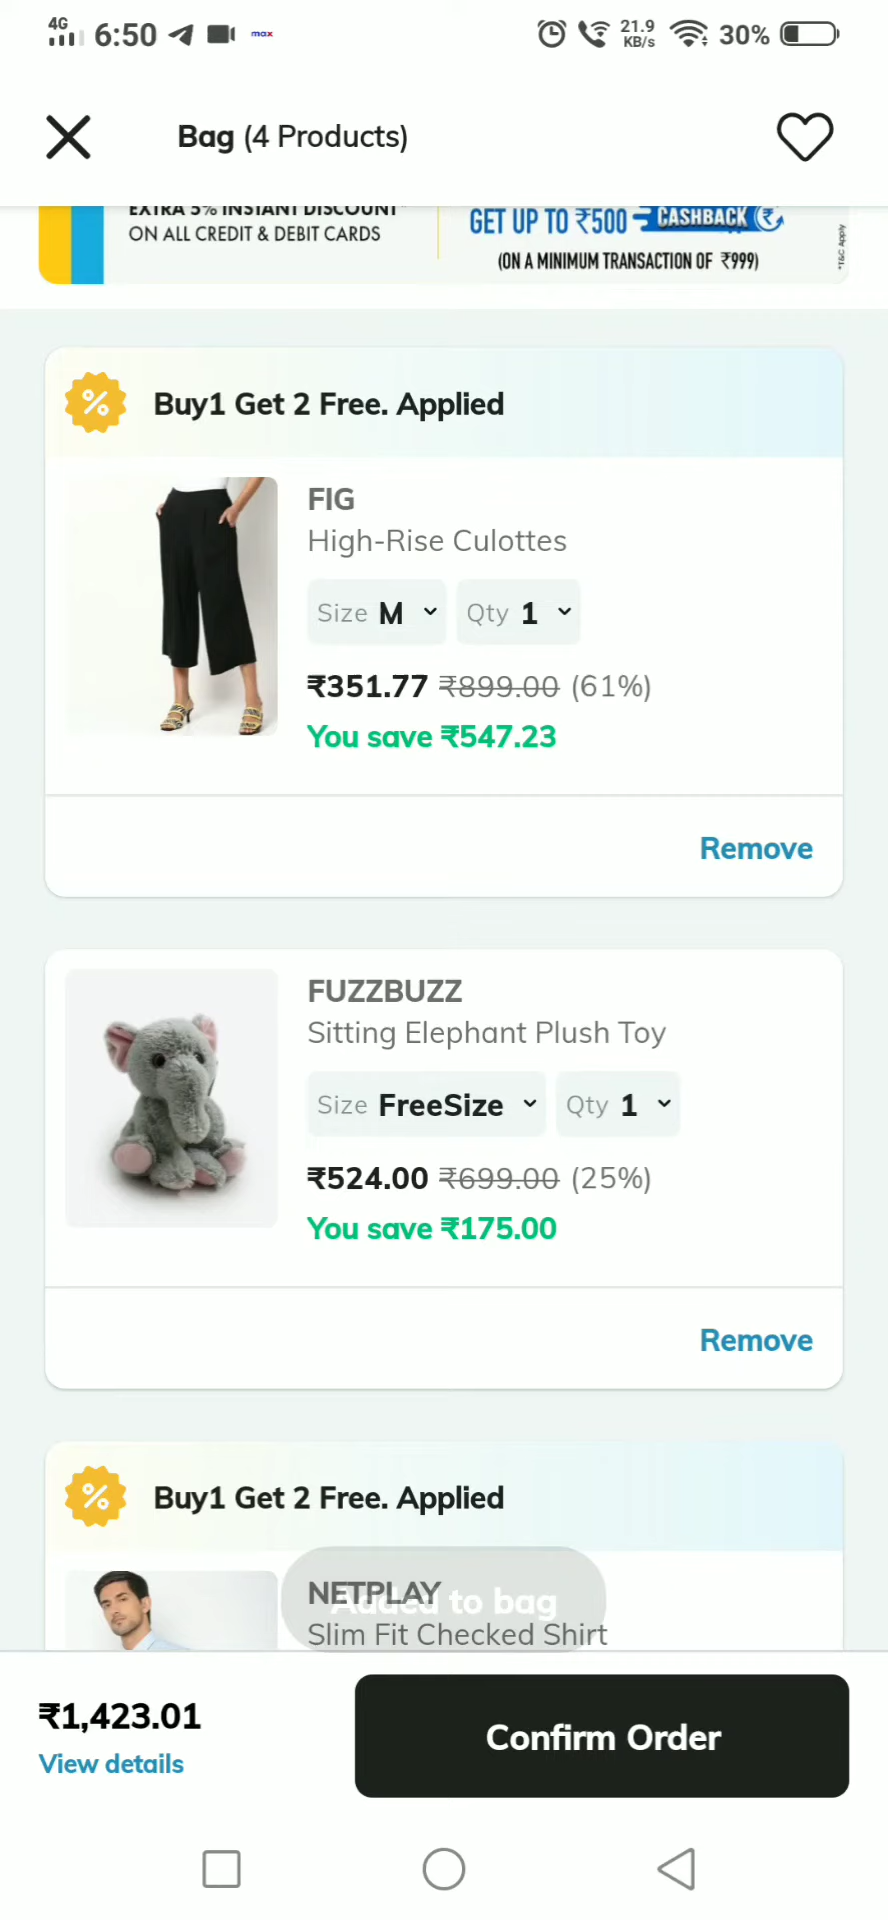 4G
6:50
max
21.9
KB/s
30%
Bag (4 Products)
EXTRA 5% INSTANT DISCOUNT
ON ALL CREDIT & DEBIT CARDS
GET UP TO ₹500 CASHBACK ₹
(ON A MINIMUM TRANSACTION OF ₹999)
*T&C Apply
% Buy1 Get 2 Free. Applied
FIG
High-Rise Culottes
Size M Qty 1
₹351.77 ₹899.00 (61%)
You save ₹547.23
Remove
FUZZBUZZ
Sitting Elephant Plush Toy
Size FreeSize Qty 1
₹524.00 ₹699.00 (25%)
You save ₹175.00
Remove
% Buy1 Get 2 Free. Applied
NETPLAY
Added to bag
Slim Fit Checked Shirt
₹1,423.01
View details
Confirm Order